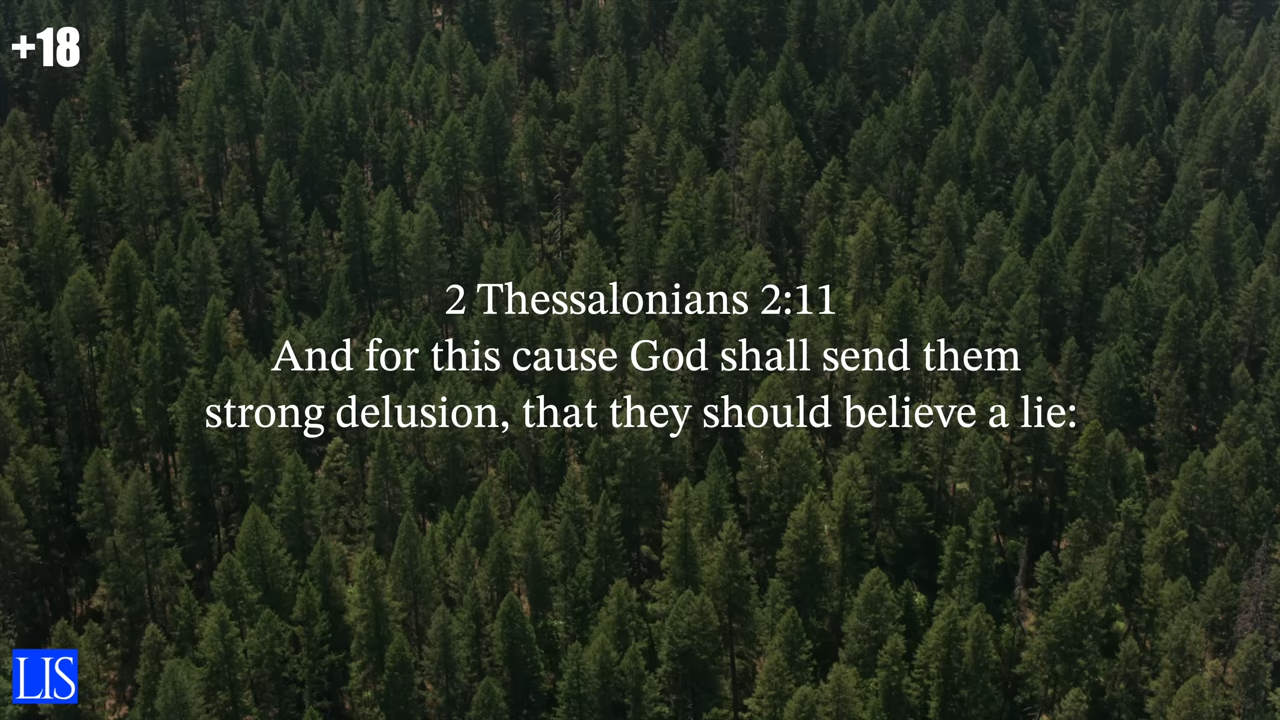 +18
2 Thessalonians 2:11
And for this cause God shall send them
strong delusion, that they should believe a lie:
LIS